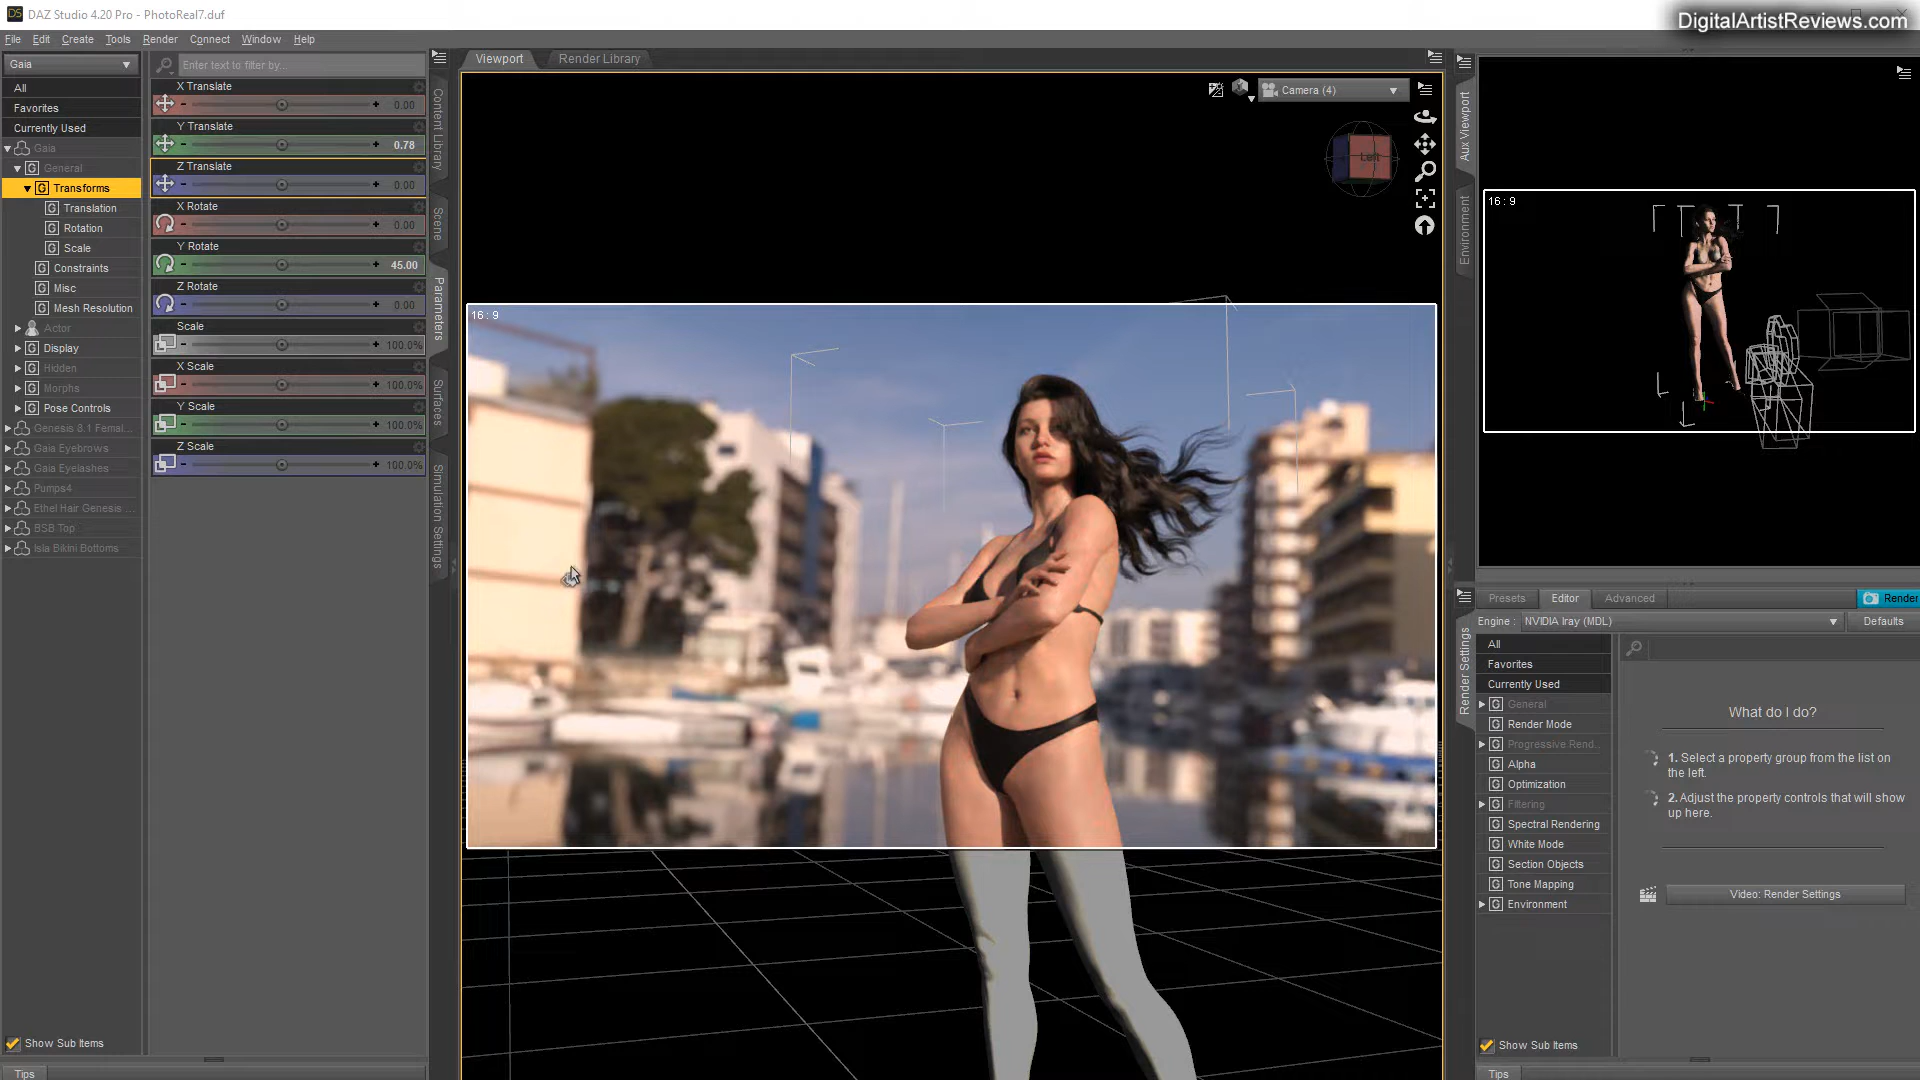 DS DAZ Studio 4.20 Pro - PhotoReal7.duf
DigitalArtistReviews.com
File Edit Create Tools Render Connect Window Help
Gaia
All
Favorites
Currently Used
Gaia
General
Transforms
Translation
Rotation
Scale
Constraints
Misc
Mesh Resolution
Actor
Display
Hidden
Morphs
Pose Controls
Genesis 8.1 Femal...
Gaia Eyebrows
Gaia Eyelashes
Pumps4
Ethel Hair Genesis ...
BSB Top
Isla Bikini Bottoms
Show Sub Items
Tips
Enter text to filter by...
X Translate
0.00
Y Translate
0.78
Z Translate
0.00
X Rotate
0.00
Y Rotate
45.00
Z Rotate
0.00
Scale
100.0%
X Scale
100.0%
Y Scale
100.0%
Z Scale
100.0%
Content Library
Scene
Parameters
Surfaces
Simulation Settings
Viewport Render Library
Camera (4)
Left
16 : 9
Aux Viewport
Environment
16 : 9
Presets Editor Advanced Render
Engine : NVIDIA Iray (MDL) Defaults
Render Settings
All
Favorites
Currently Used
General
Render Mode
Progressive Rend...
Alpha
Optimization
Filtering
Spectral Rendering
White Mode
Section Objects
Tone Mapping
Environment
What do I do?
1. Select a property group from the list on
the left.
2. Adjust the property controls that will show
up here.
Video: Render Settings
Show Sub Items
Tips